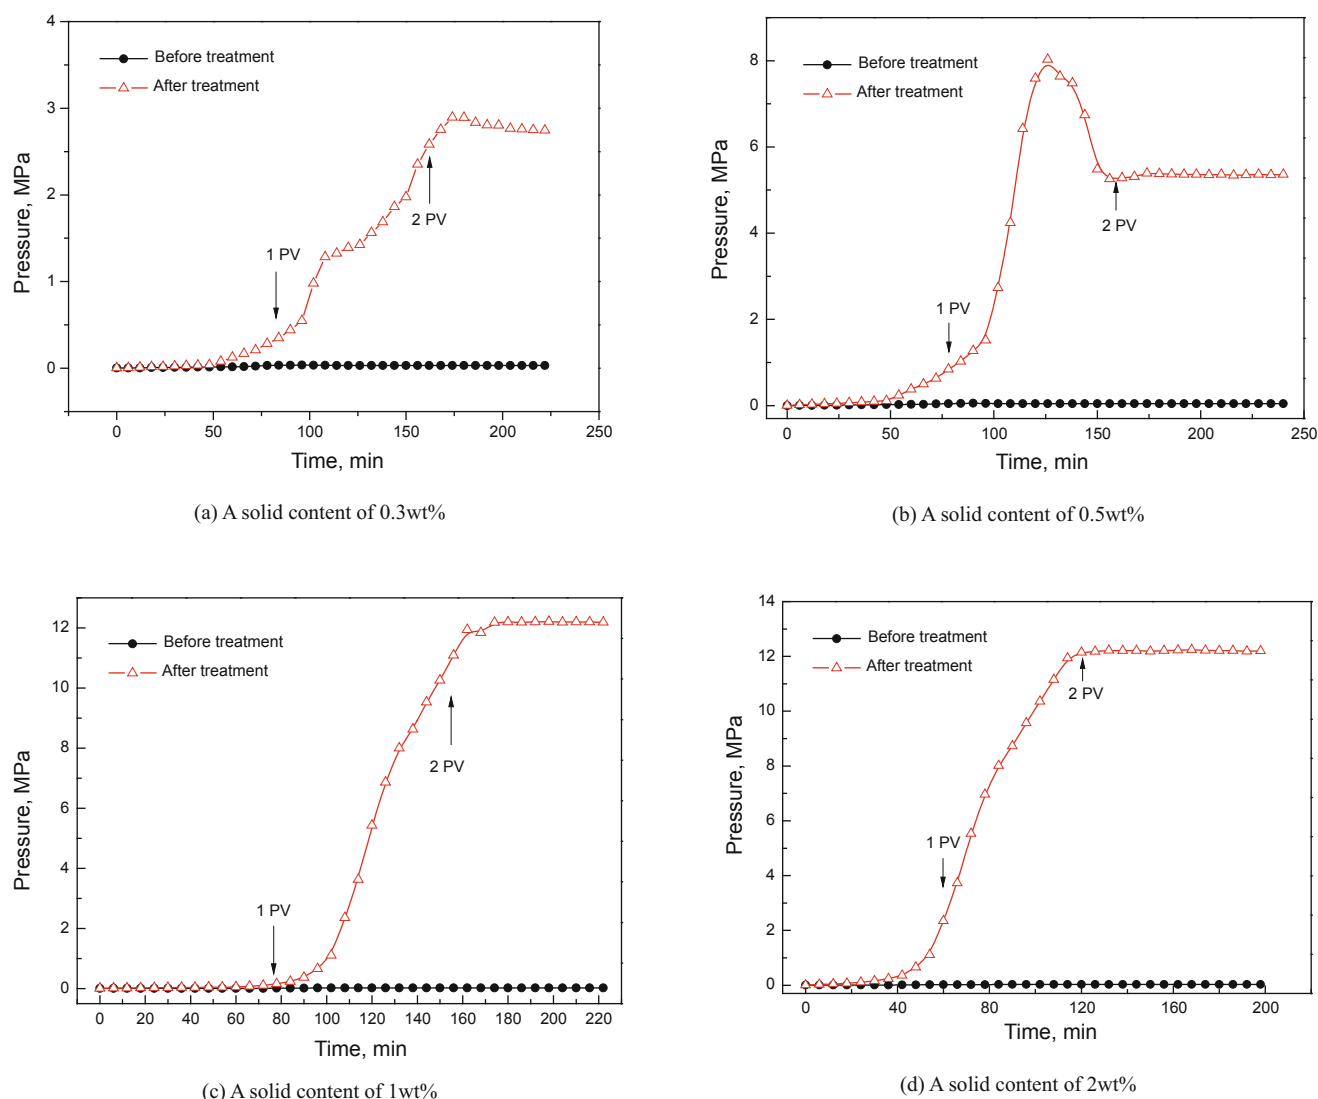 4
3
2
1
0
Pressure, MPa
Before treatment
After treatment
1 PV
2 PV
0
50
100
150
200
250
Time, min
(a) A solid content of 0.3wt%
8
6
4
2
0
Pressure, MPa
Before treatment
After treatment
1 PV
2 PV
0
50
100
150
200
250
Time, min
(b) A solid content of 0.5wt%
12
10
8
6
4
2
0
Pressure, MPa
Before treatment
After treatment
1 PV
2 PV
0
20
40
60
80
100
120
140
160
180
200
220
Time, min
(c) A solid content of 1wt%
14
12
10
8
6
4
2
0
Pressure, MPa
Before treatment
After treatment
1 PV
2 PV
0
40
80
120
160
200
Time, min
(d) A solid content of 2wt%